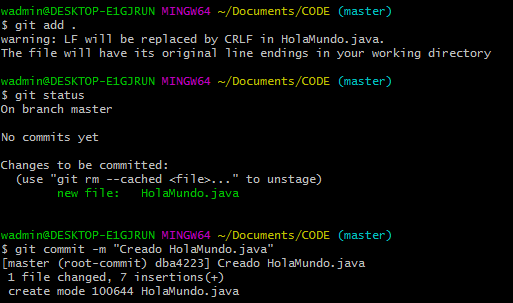 wadmin@DESKTOP-E1GJRUN MINGW64 ~/Documents/CODE (master)
$ git add .
warning: LF will be replaced by CRLF in HolaMundo.java.
The file will have its original line endings in your working directory
wadmin@DESKTOP-E1GJRUN MINGW64 ~/Documents/CODE (master)
$ git status
On branch master
No commits yet
Changes to be committed:
  (use "git rm --cached <file>..." to unstage)
        new file:   HolaMundo.java
wadmin@DESKTOP-E1GJRUN MINGW64 ~/Documents/CODE (master)
$ git commit -m "Creado HolaMundo.java"
[master (root-commit) dba4223] Creado HolaMundo.java
 1 file changed, 7 insertions(+)
 create mode 100644 HolaMundo.java